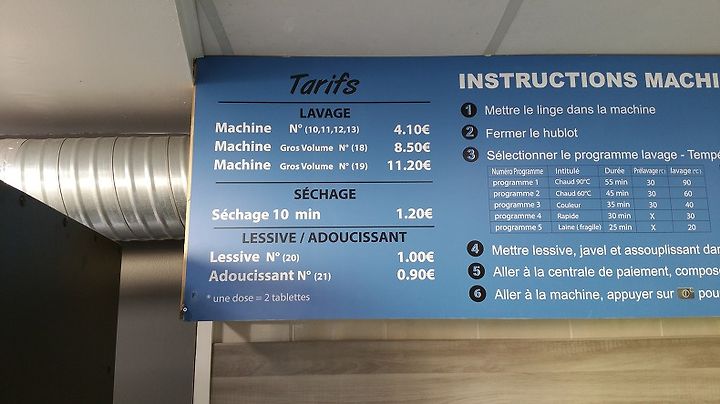 Tarifs
LAVAGE
Machine N° (10,11,12,13) 4.10€
Machine Gros Volume N° (18) 8.50€
Machine Gros Volume N° (19) 11.20€
SÉCHAGE
Séchage 10 min 1.20€
LESSIVE / ADOUCISSANT
Lessive N° (20) 1.00€
Adoucissant N° (21) 0.90€
* une dose = 2 tablettes
INSTRUCTIONS MACHI
1 Mettre le linge dans la machine
2 Fermer le hublot
3 Sélectionner le programme lavage - Tempé
Numéro Programme Intitulé Durée Prélavage (°C) lavage (°C)
programme 1 Chaud 90°C 55 min 30 90
programme 2 Chaud 60°C 45 min 30 60
programme 3 Couleur 35 min 30 40
programme 4 Rapide 30 min X 30
programme 5 Laine ( fragile) 25 min X 20
4 Mettre lessive, javel et assouplissant dan
5 Aller à la centrale de paiement, compose
6 Aller à la machine, appuyer sur pou